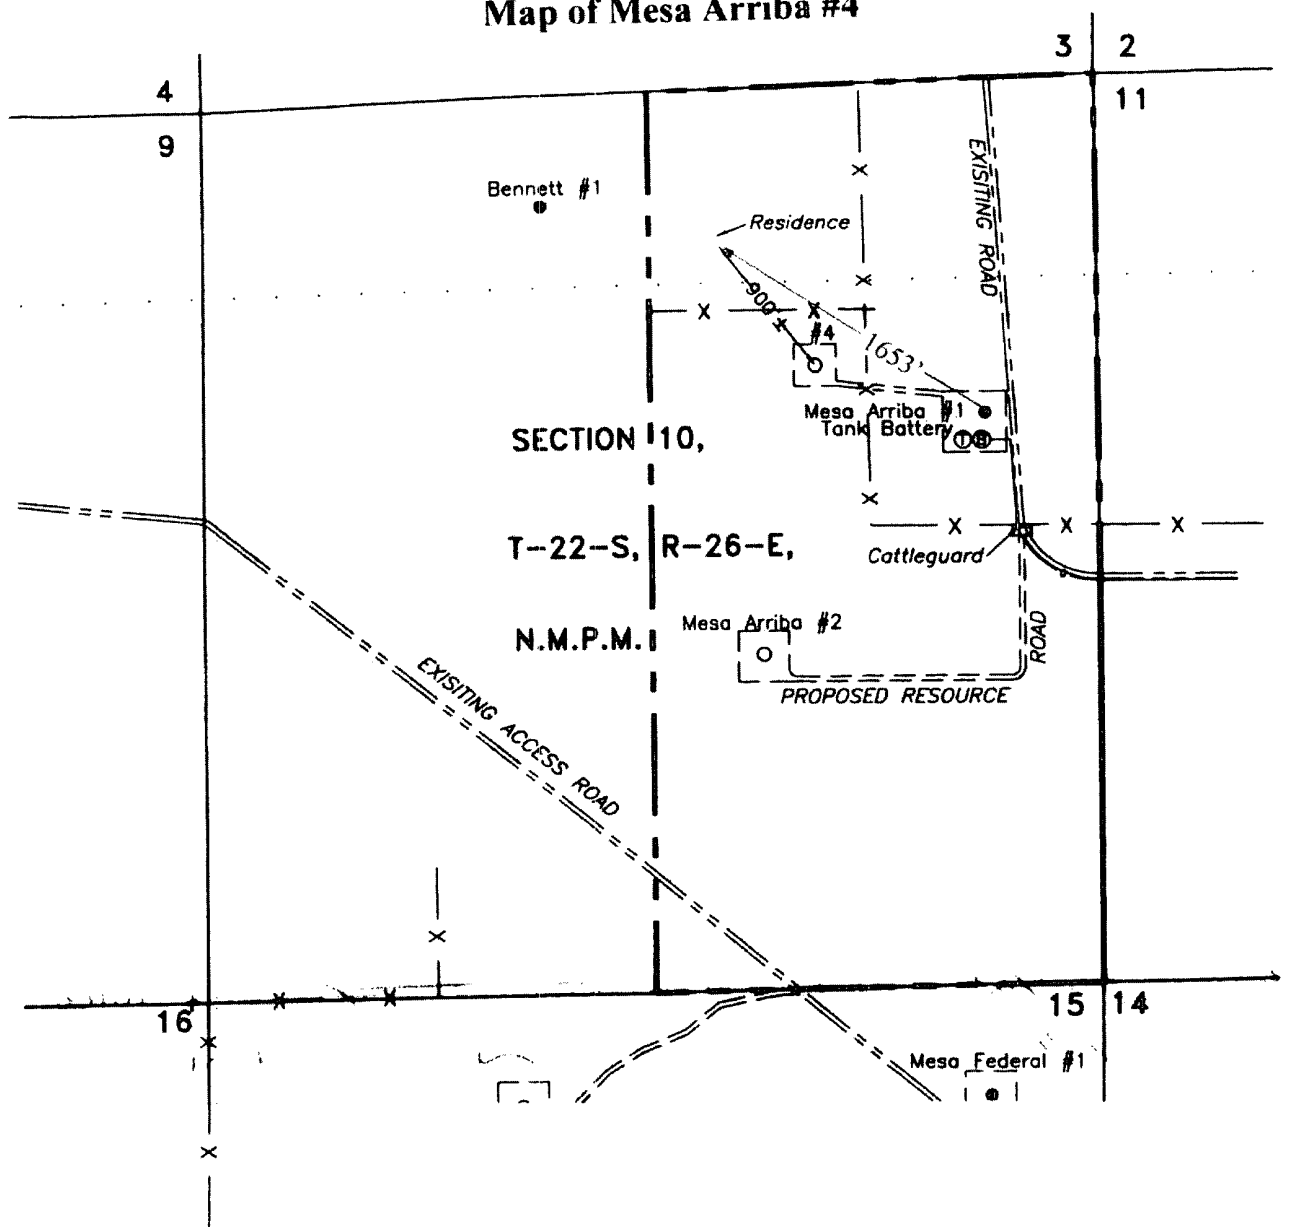 Map of Mesa Arriba #4
3 2
4
11
9
Bennett #1
Residence
EXISITING ROAD
900'±
#4
1653'
Mesa Arriba #1
Tank Battery
T B
SECTION 10,
T-22-S, R-26-E,
Cattleguard
Mesa Arriba #2
N.M.P.M.
ROAD
PROPOSED RESOURCE
EXISITING ACCESS ROAD
16
15 14
Mesa Federal #1